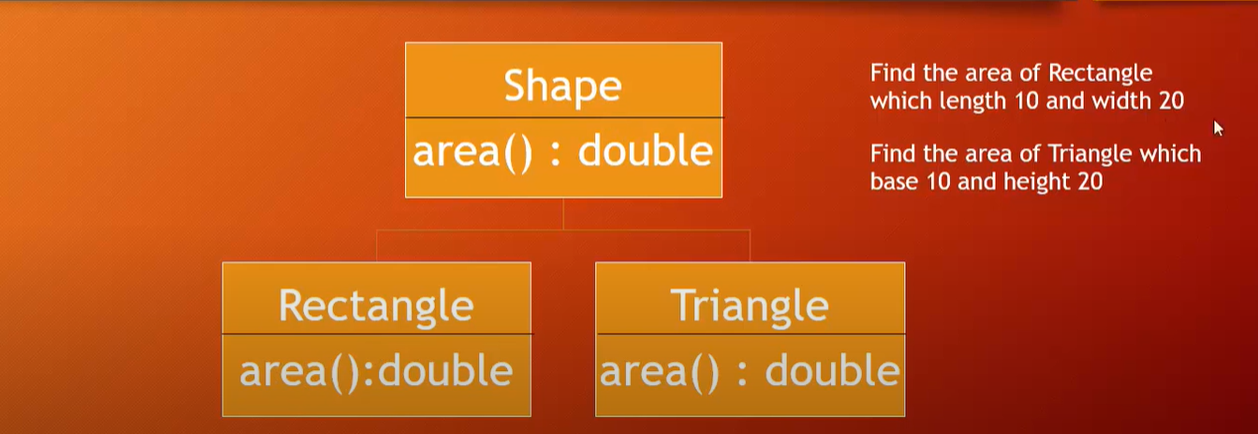 Shape
area() : double
Find the area of Rectangle
which length 10 and width 20
Find the area of Triangle which
base 10 and height 20
Rectangle
area():double
Triangle
area() : double